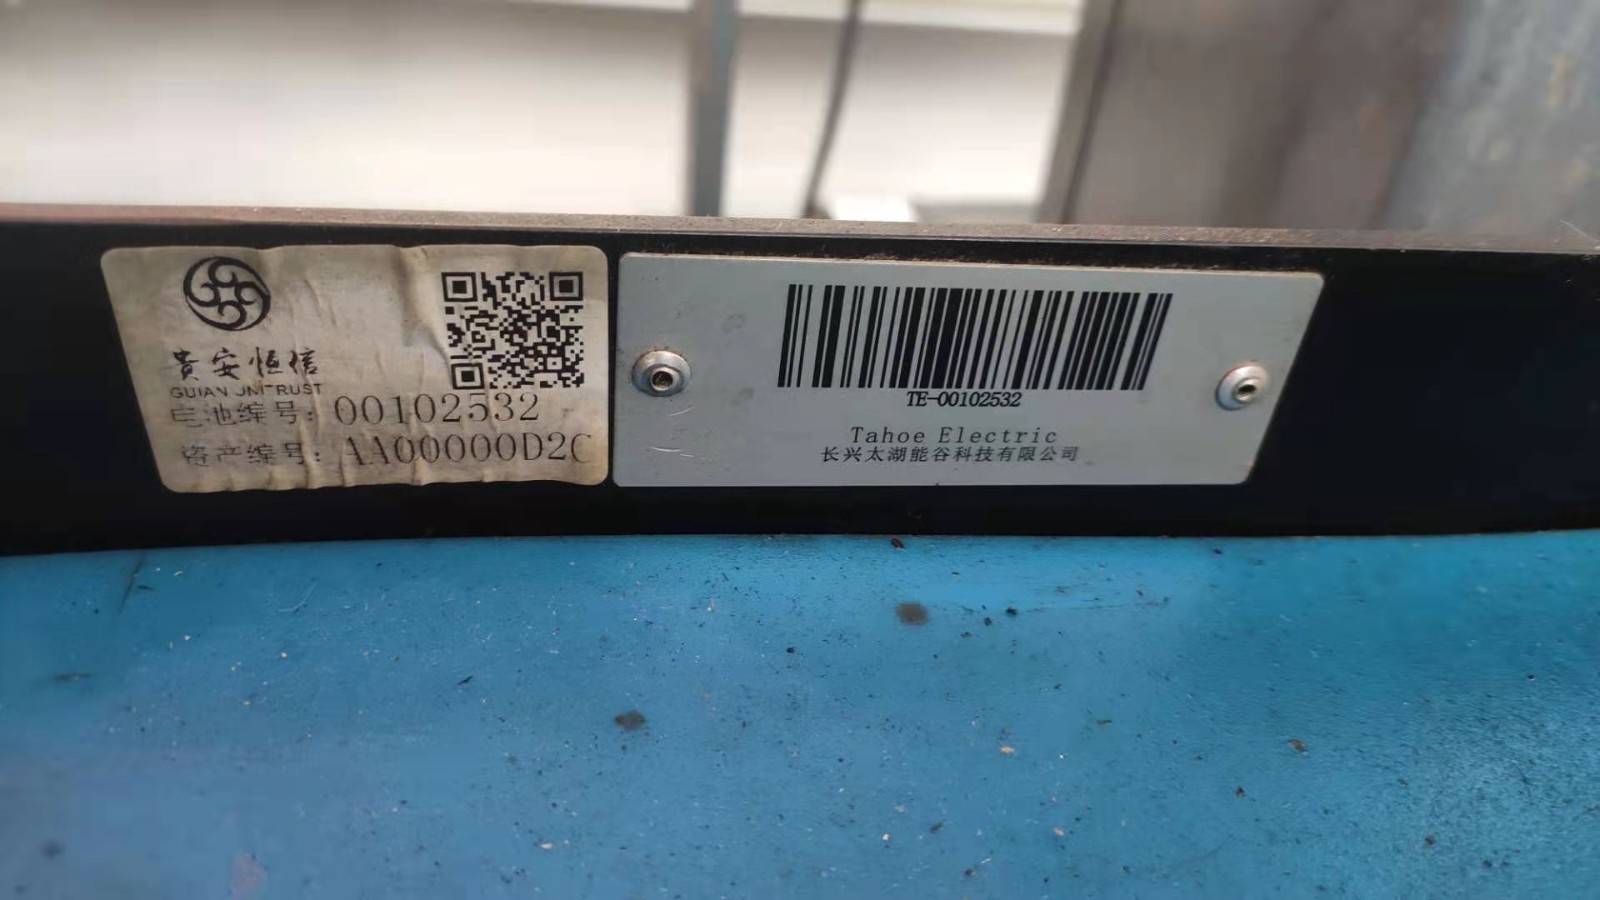 贵安恒信
GUIAN UNITRUST
电池编号：00102532
资产编号：AA00000D2C
TE-00102532
Tahoe Electric
长兴太湖能谷科技有限公司